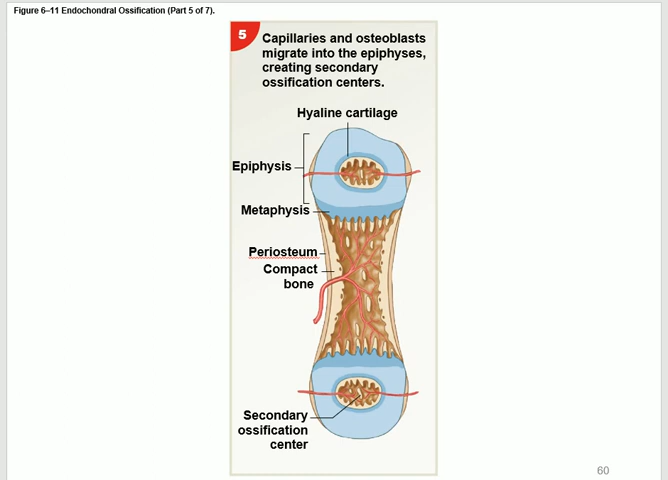 Figure 6–11 Endochondral Ossification (Part 5 of 7).
5
Capillaries and osteoblasts
migrate into the epiphyses,
creating secondary
ossification centers.
Hyaline cartilage
Epiphysis
Metaphysis
Periosteum
Compact
bone
Secondary
ossification
center
60